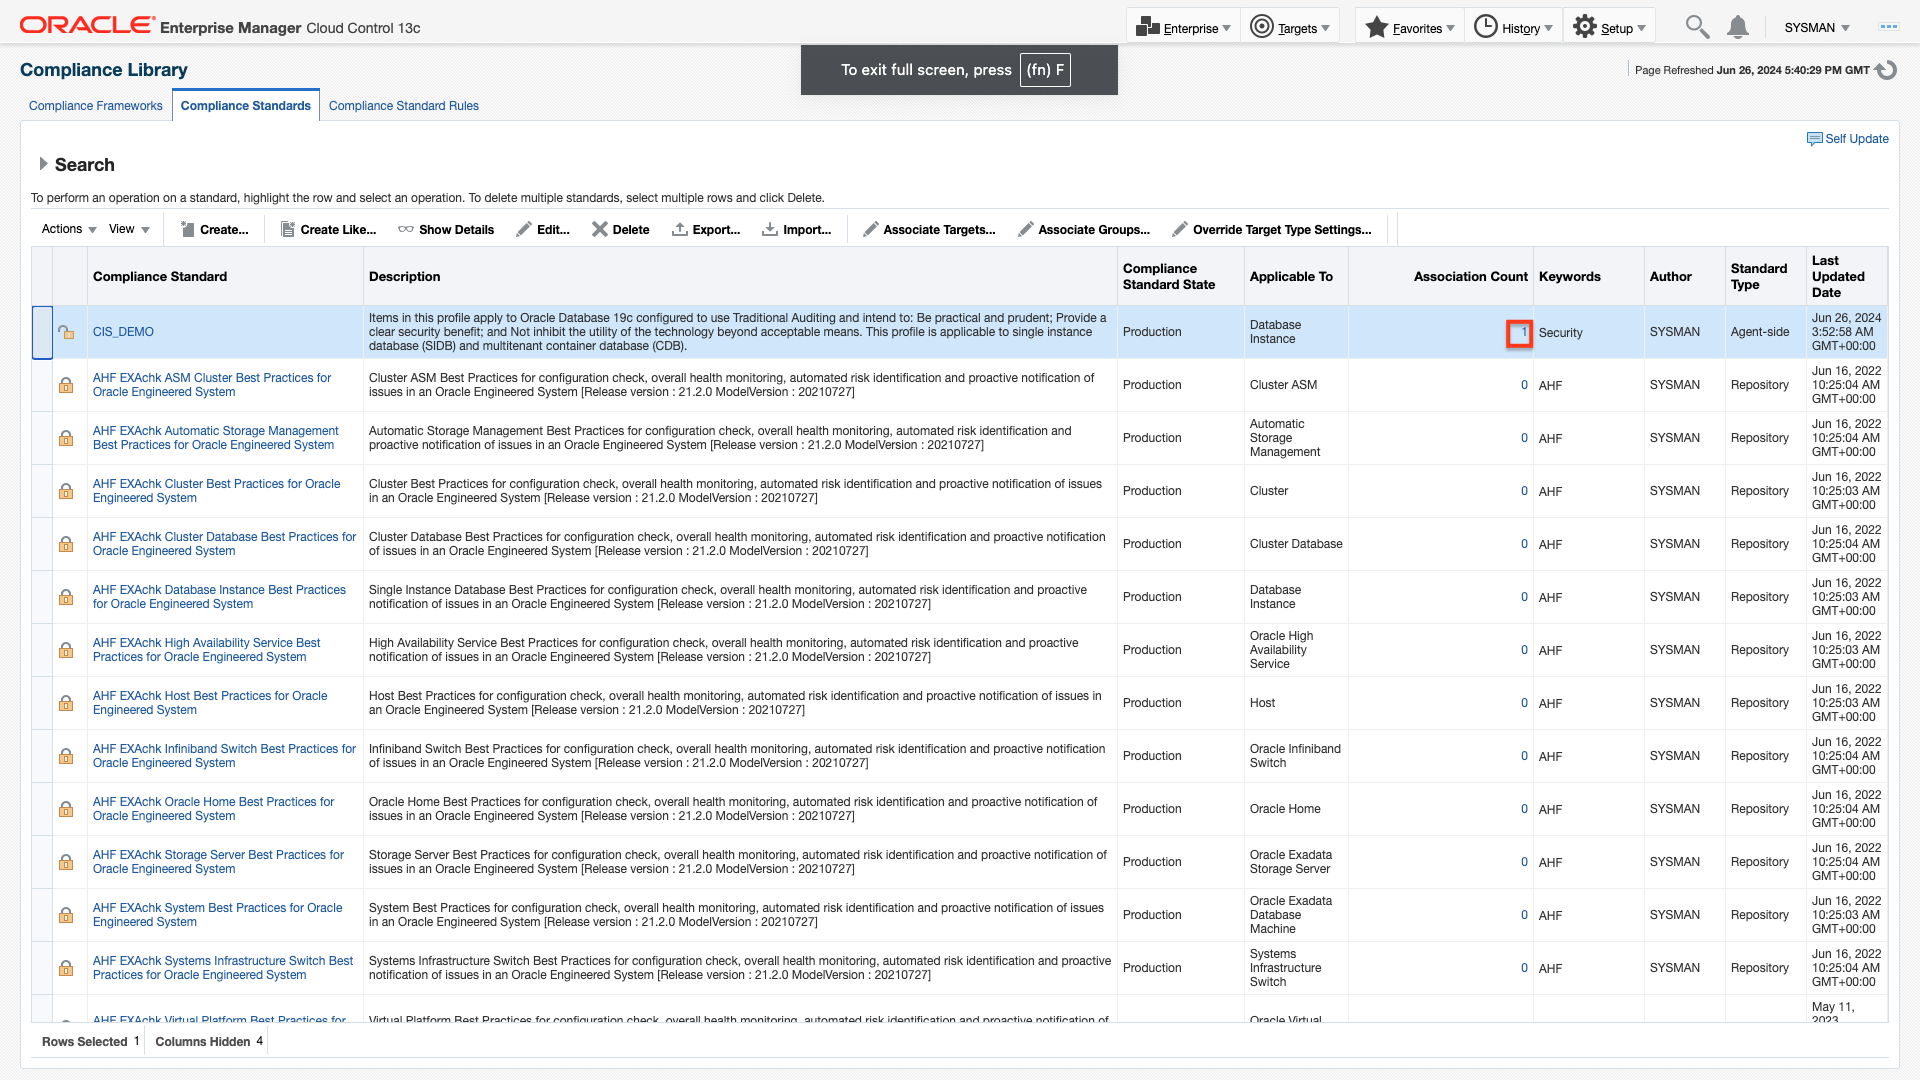 ORACLE Enterprise Manager Cloud Control 13c
Enterprise Targets Favorites History Setup SYSMAN
To exit full screen, press (fn) F
Compliance Library
Page Refreshed Jun 26, 2024 5:40:29 PM GMT
Compliance Frameworks Compliance Standards Compliance Standard Rules
Self Update
Search
To perform an operation on a standard, highlight the row and select an operation. To delete multiple standards, select multiple rows and click Delete.
Actions View Create... Create Like... Show Details Edit... Delete Export... Import... Associate Targets... Associate Groups... Override Target Type Settings...
Compliance Standard
Description
Compliance
Standard State
Applicable To
Association Count
Keywords
Author
Standard
Type
Last
Updated
Date
CIS_DEMO
Items in this profile apply to Oracle Database 19c configured to use Traditional Auditing and intend to: Be practical and prudent; Provide a
clear security benefit; and Not inhibit the utility of the technology beyond acceptable means. This profile is applicable to single instance
database (SIDB) and multitenant container database (CDB).
Production
Database
Instance
1
Security
SYSMAN
Agent-side
Jun 26, 2024
3:52:58 AM
GMT+00:00
AHF EXAchk ASM Cluster Best Practices for
Oracle Engineered System
Cluster ASM Best Practices for configuration check, overall health monitoring, automated risk identification and proactive notification of
issues in an Oracle Engineered System [Release version : 21.2.0 ModelVersion : 20210727]
Production
Cluster ASM
0
AHF
SYSMAN
Repository
Jun 16, 2022
10:25:04 AM
GMT+00:00
AHF EXAchk Automatic Storage Management
Best Practices for Oracle Engineered System
Automatic Storage Management Best Practices for configuration check, overall health monitoring, automated risk identification and
proactive notification of issues in an Oracle Engineered System [Release version : 21.2.0 ModelVersion : 20210727]
Production
Automatic
Storage
Management
0
AHF
SYSMAN
Repository
Jun 16, 2022
10:25:04 AM
GMT+00:00
AHF EXAchk Cluster Best Practices for Oracle
Engineered System
Cluster Best Practices for configuration check, overall health monitoring, automated risk identification and proactive notification of issues
in an Oracle Engineered System [Release version : 21.2.0 ModelVersion : 20210727]
Production
Cluster
0
AHF
SYSMAN
Repository
Jun 16, 2022
10:25:03 AM
GMT+00:00
AHF EXAchk Cluster Database Best Practices for
Oracle Engineered System
Cluster Database Best Practices for configuration check, overall health monitoring, automated risk identification and proactive notification
of issues in an Oracle Engineered System [Release version : 21.2.0 ModelVersion : 20210727]
Production
Cluster Database
0
AHF
SYSMAN
Repository
Jun 16, 2022
10:25:04 AM
GMT+00:00
AHF EXAchk Database Instance Best Practices
for Oracle Engineered System
Single Instance Database Best Practices for configuration check, overall health monitoring, automated risk identification and proactive
notification of issues in an Oracle Engineered System [Release version : 21.2.0 ModelVersion : 20210727]
Production
Database
Instance
0
AHF
SYSMAN
Repository
Jun 16, 2022
10:25:03 AM
GMT+00:00
AHF EXAchk High Availability Service Best
Practices for Oracle Engineered System
High Availability Service Best Practices for configuration check, overall health monitoring, automated risk identification and proactive
notification of issues in an Oracle Engineered System [Release version : 21.2.0 ModelVersion : 20210727]
Production
Oracle High
Availability
Service
0
AHF
SYSMAN
Repository
Jun 16, 2022
10:25:03 AM
GMT+00:00
AHF EXAchk Host Best Practices for Oracle
Engineered System
Host Best Practices for configuration check, overall health monitoring, automated risk identification and proactive notification of issues in
an Oracle Engineered System [Release version : 21.2.0 ModelVersion : 20210727]
Production
Host
0
AHF
SYSMAN
Repository
Jun 16, 2022
10:25:03 AM
GMT+00:00
AHF EXAchk Infiniband Switch Best Practices for
Oracle Engineered System
Infiniband Switch Best Practices for configuration check, overall health monitoring, automated risk identification and proactive notification
of issues in an Oracle Engineered System [Release version : 21.2.0 ModelVersion : 20210727]
Production
Oracle Infiniband
Switch
0
AHF
SYSMAN
Repository
Jun 16, 2022
10:25:04 AM
GMT+00:00
AHF EXAchk Oracle Home Best Practices for
Oracle Engineered System
Oracle Home Best Practices for configuration check, overall health monitoring, automated risk identification and proactive notification of
issues in an Oracle Engineered System [Release version : 21.2.0 ModelVersion : 20210727]
Production
Oracle Home
0
AHF
SYSMAN
Repository
Jun 16, 2022
10:25:04 AM
GMT+00:00
AHF EXAchk Storage Server Best Practices for
Oracle Engineered System
Storage Server Best Practices for configuration check, overall health monitoring, automated risk identification and proactive notification of
issues in an Oracle Engineered System [Release version : 21.2.0 ModelVersion : 20210727]
Production
Oracle Exadata
Storage Server
0
AHF
SYSMAN
Repository
Jun 16, 2022
10:25:04 AM
GMT+00:00
AHF EXAchk System Best Practices for Oracle
Engineered System
System Best Practices for configuration check, overall health monitoring, automated risk identification and proactive notification of issues
in an Oracle Engineered System [Release version : 21.2.0 ModelVersion : 20210727]
Production
Oracle Exadata
Database
Machine
0
AHF
SYSMAN
Repository
Jun 16, 2022
10:25:03 AM
GMT+00:00
AHF EXAchk Systems Infrastructure Switch Best
Practices for Oracle Engineered System
Systems Infrastructure Switch Best Practices for configuration check, overall health monitoring, automated risk identification and proactive
notification of issues in an Oracle Engineered System [Release version : 21.2.0 ModelVersion : 20210727]
Production
Systems
Infrastructure
Switch
0
AHF
SYSMAN
Repository
Jun 16, 2022
10:25:04 AM
GMT+00:00
AHF EXAchk Virtual Platform Best Practices for
Virtual Platform Best Practices for configuration check, overall health monitoring, automated risk identification and proactive notification of
Oracle Virtual
May 11,
2023
Rows Selected 1 Columns Hidden 4